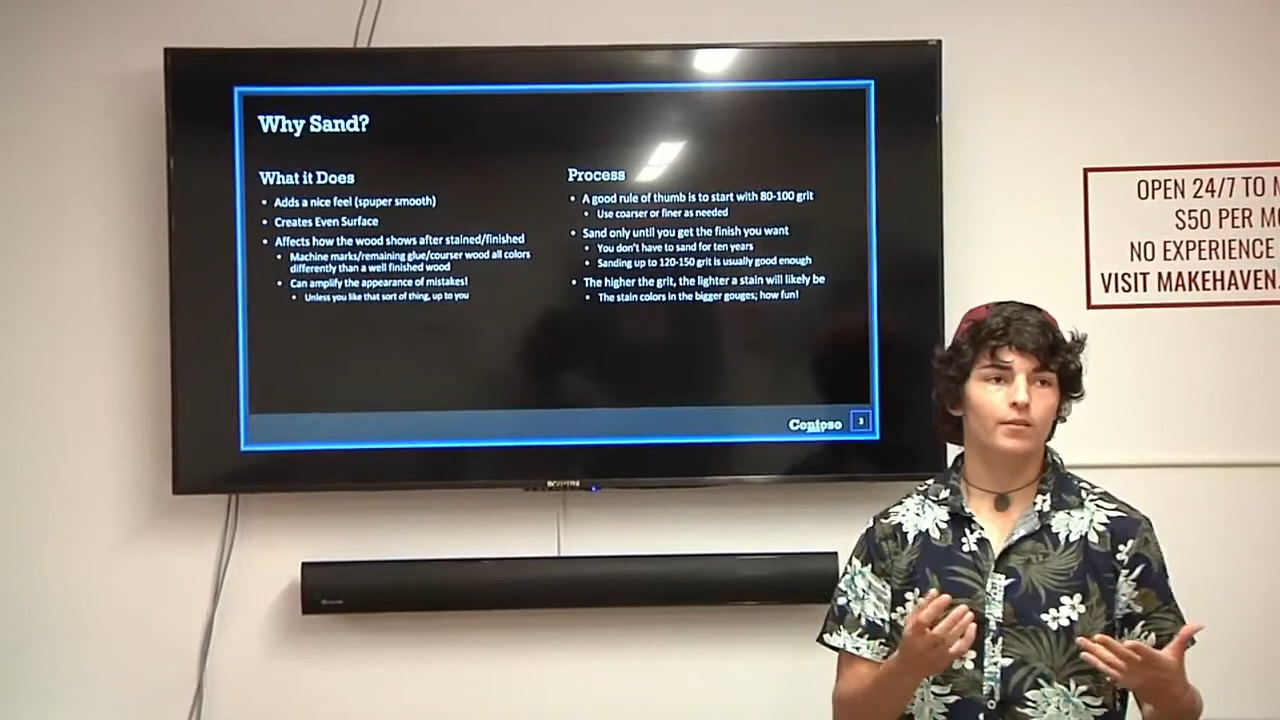 Why Sand?
What it Does
• Adds a nice feel (spuper smooth)
• Creates Even Surface
• Affects how the wood shows after stained/finished
• Machine marks/remaining glue/courser wood all colors
differently than a well finished wood
• Can amplify the appearance of mistakes!
• Unless you like that sort of thing, up to you
Process
• A good rule of thumb is to start with 80-100 grit
• Use coarser or finer as needed
• Sand only until you get the finish you want
• You don't have to sand for ten years
• Sanding up to 120-150 grit is usually good enough
• The higher the grit, the lighter a stain will likely be
• The stain colors in the bigger gouges; how fun!
Contoso
3
OPEN 24/7 TO M
$50 PER MO
NO EXPERIENCE
VISIT MAKEHAVEN.